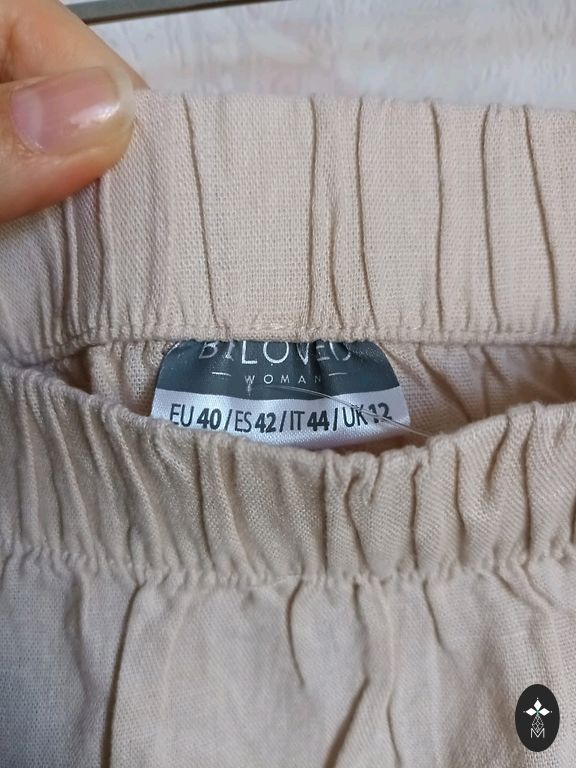 BILOVED
WOMAN
EU 40 / ES 42 / IT 44 / UK 12